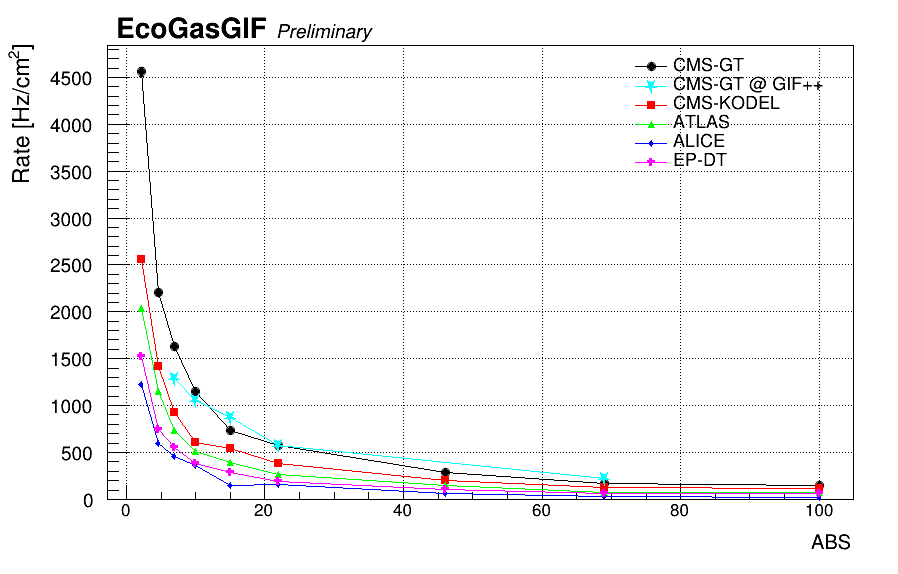 EcoGasGIF Preliminary
Rate [Hz/cm²]
4500
4000
3500
3000
2500
2000
1500
1000
500
0
CMS-GT
CMS-GT @ GIF++
CMS-KODEL
ATLAS
ALICE
EP-DT
0 20 40 60 80 100
ABS